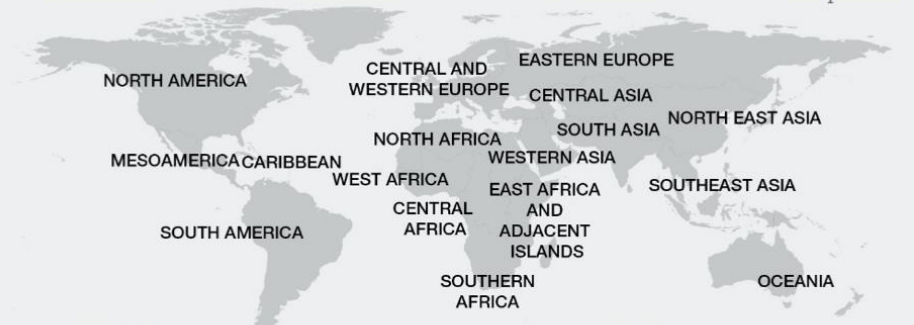 NORTH AMERICA
CENTRAL AND
WESTERN EUROPE
EASTERN EUROPE
CENTRAL ASIA
NORTH EAST ASIA
SOUTH ASIA
NORTH AFRICA
WESTERN ASIA
MESOAMERICA
CARIBBEAN
WEST AFRICA
EAST AFRICA
AND
ADJACENT
ISLANDS
SOUTHEAST ASIA
CENTRAL
AFRICA
SOUTH AMERICA
SOUTHERN
AFRICA
OCEANIA